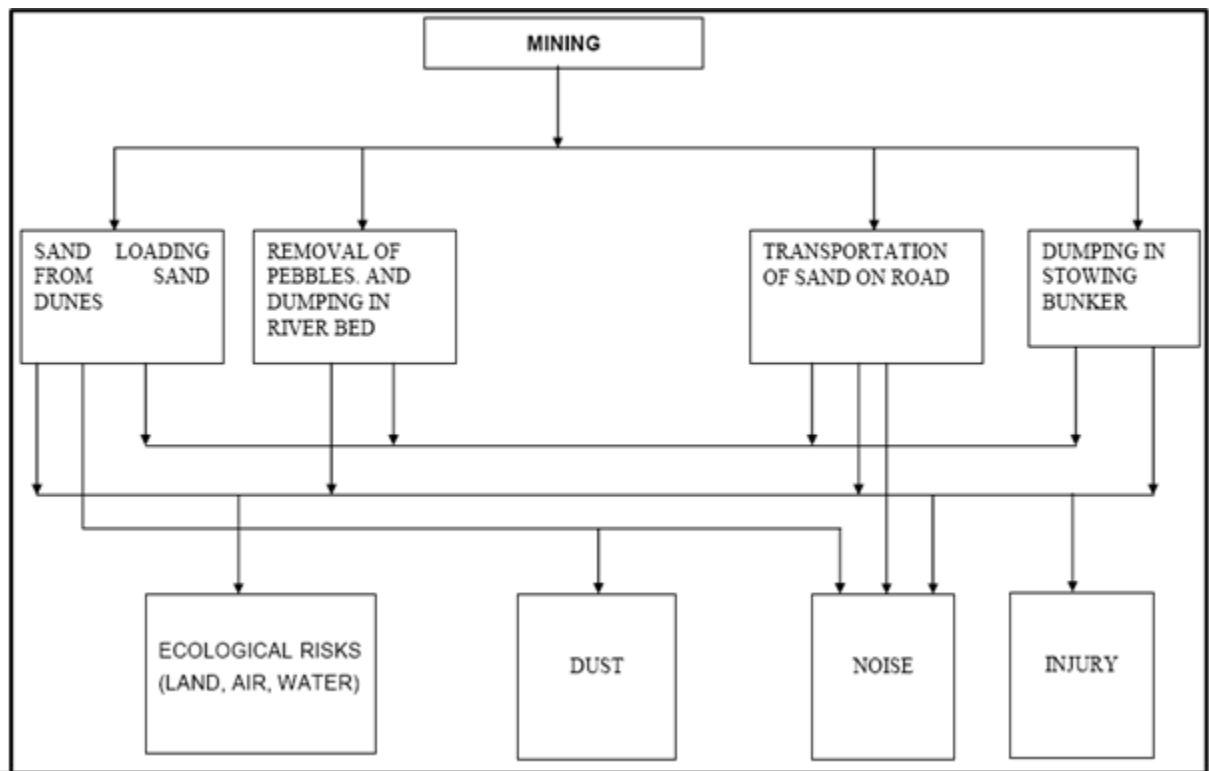 MINING
SAND LOADING
FROM SAND
DUNES
REMOVAL OF
PEBBLES. AND
DUMPING IN
RIVER BED
TRANSPORTATION
OF SAND ON ROAD
DUMPING IN
STOWING
BUNKER
ECOLOGICAL RISKS
(LAND, AIR, WATER)
DUST
NOISE
INJURY